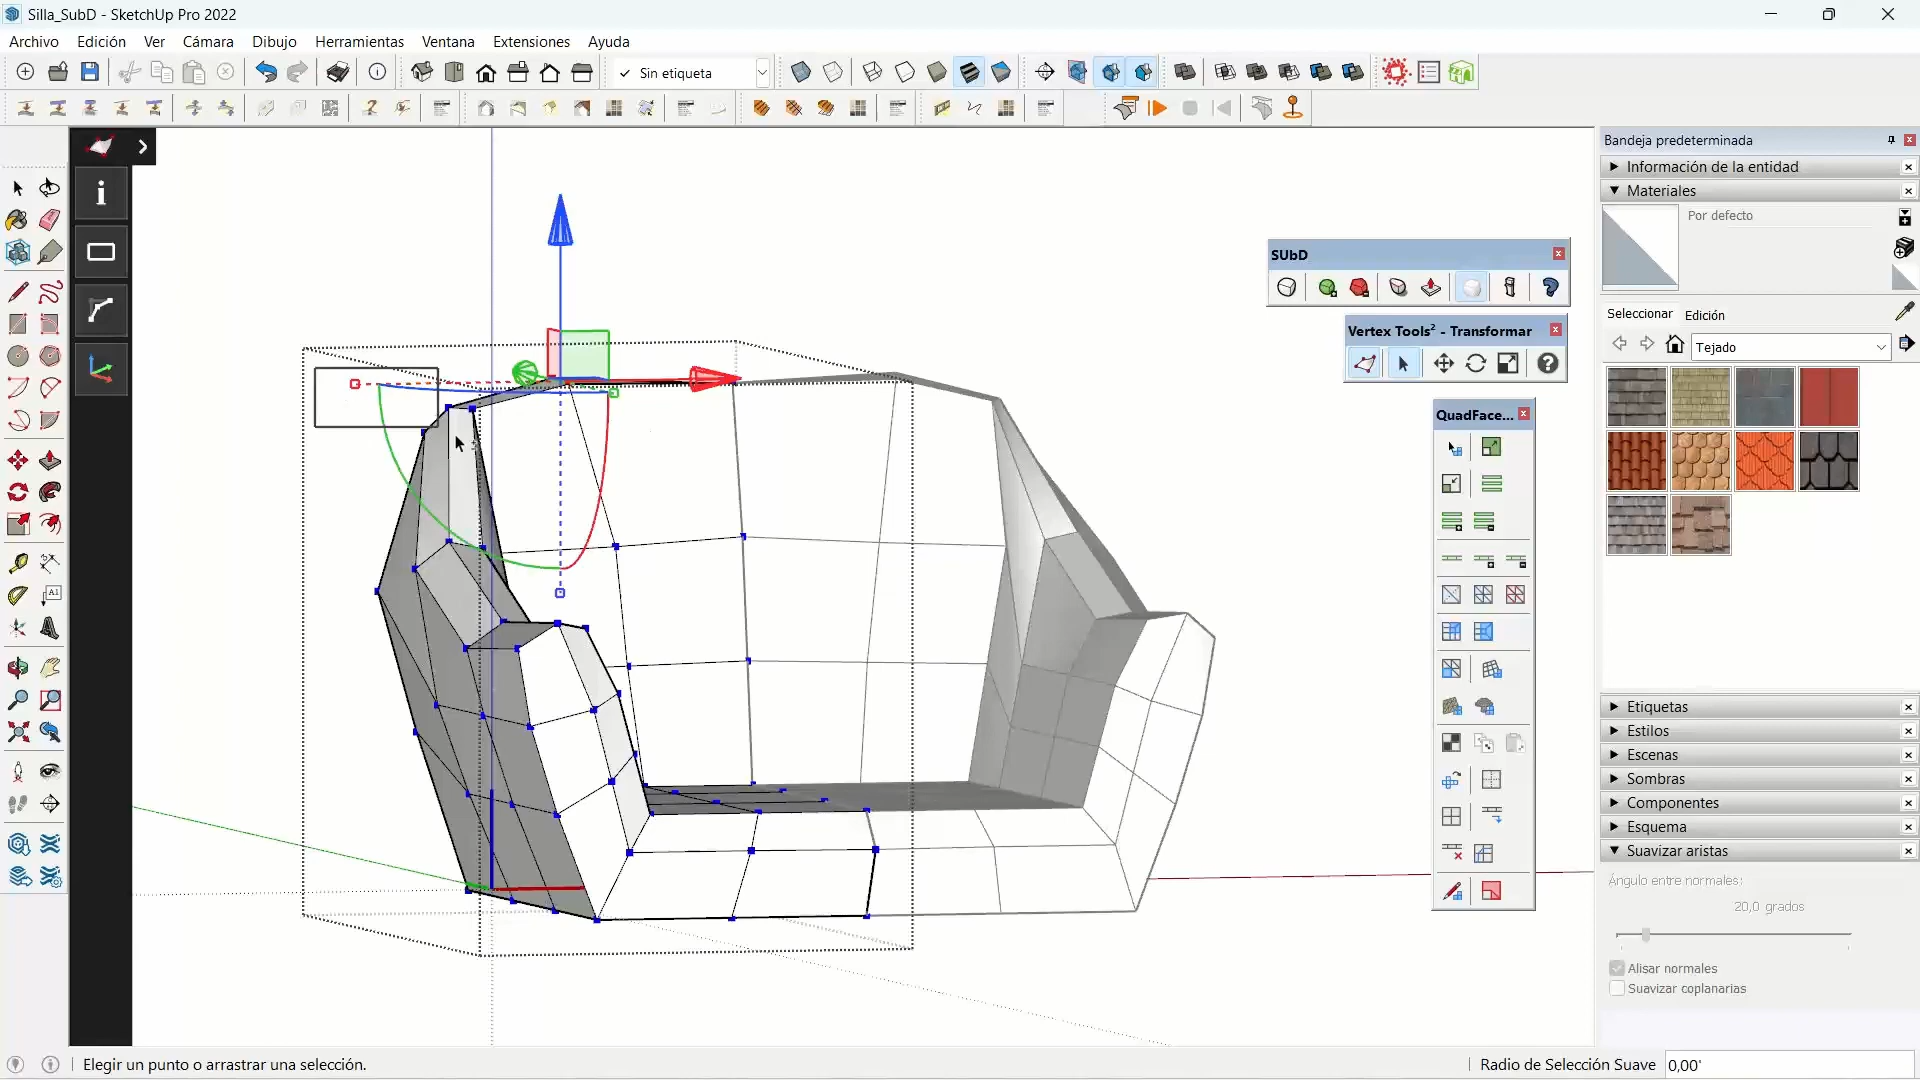 Silla_SubD - SketchUp Pro 2022
Archivo Edición Ver Cámara Dibujo Herramientas Ventana Extensiones Ayuda
✓ Sin etiqueta
Bandeja predeterminada
Información de la entidad
Materiales
Por defecto
SUbD
Seleccionar Edición
Vertex Tools² - Transformar
Tejado
QuadFace...
A1
Etiquetas
Estilos
Escenas
Sombras
Componentes
Esquema
Suavizar aristas
Ángulo entre normales:
20,0 grados
Alisar normales
Suavizar coplanarias
Elegir un punto o arrastrar una selección.
Radio de Selección Suave 0,00'